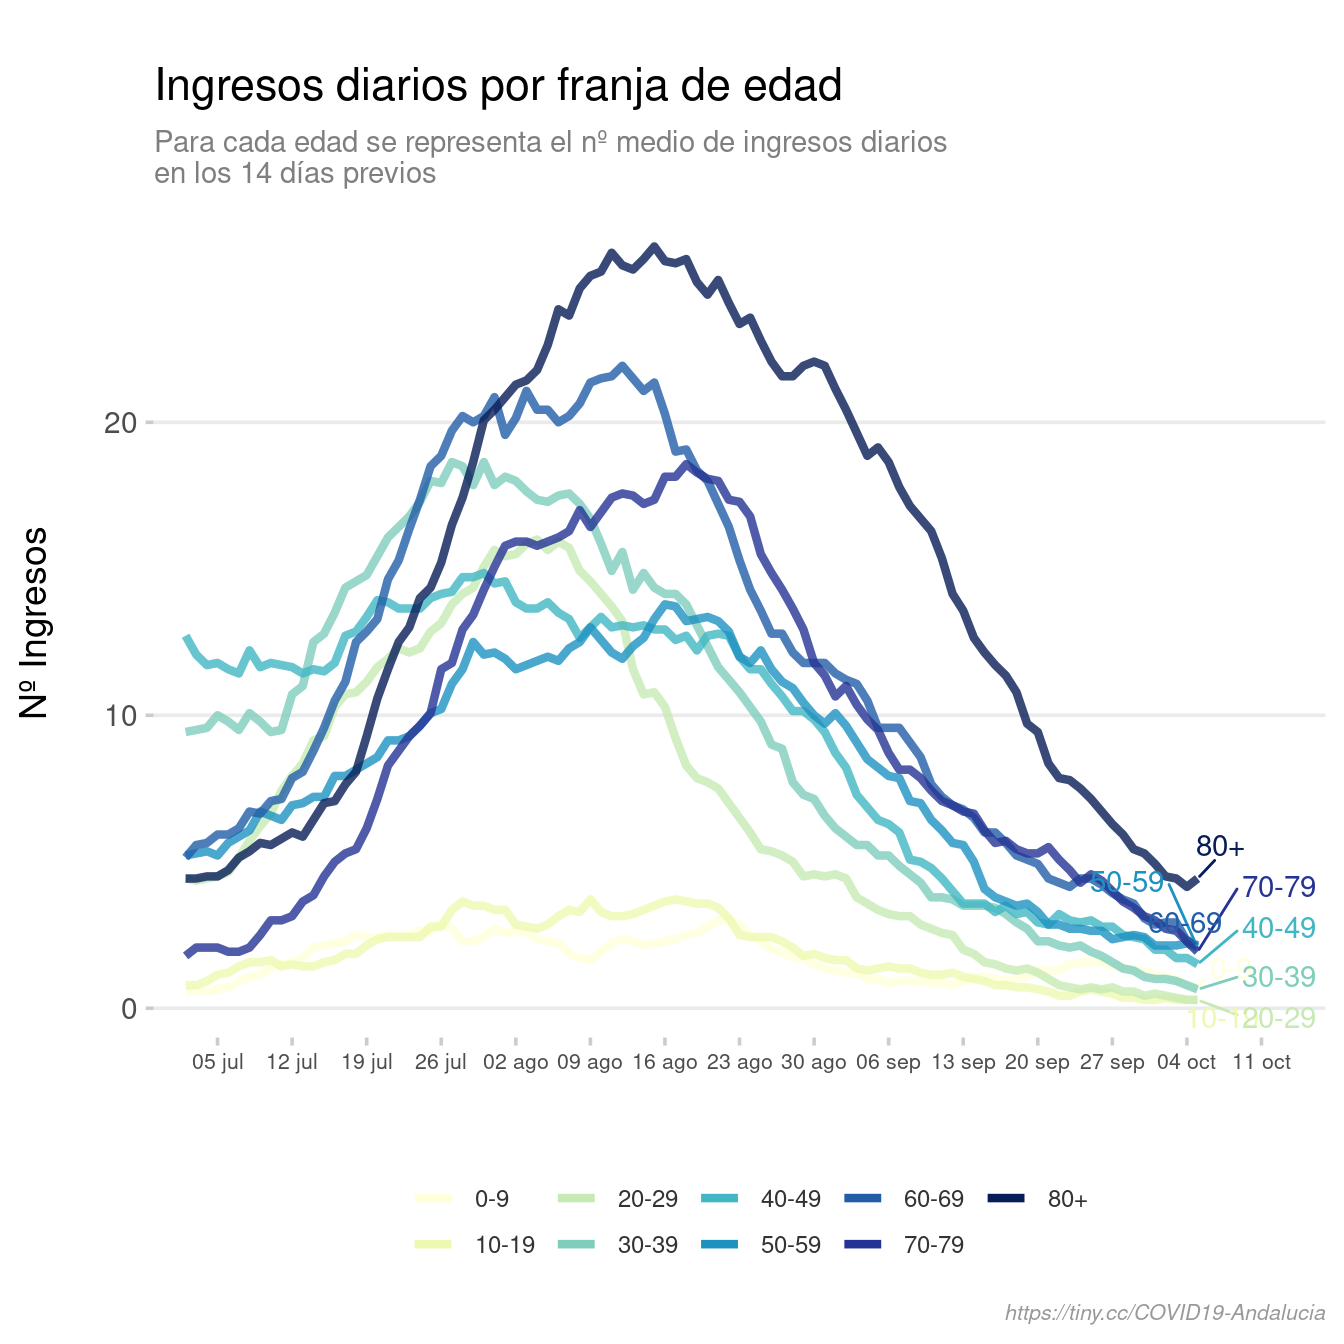 Ingresos diarios por franja de edad
Para cada edad se representa el nº medio de ingresos diarios
en los 14 días previos
Nº Ingresos
20
10
0
80+
50-59
70-79
60-69
40-49
0-9
30-39
10-19
20-29
05 jul 12 jul 19 jul 26 jul 02 ago 09 ago 16 ago 23 ago 30 ago 06 sep 13 sep 20 sep 27 sep 04 oct 11 oct
0-9 20-29 40-49 60-69 80+
10-19 30-39 50-59 70-79
https://tiny.cc/COVID19-Andalucia